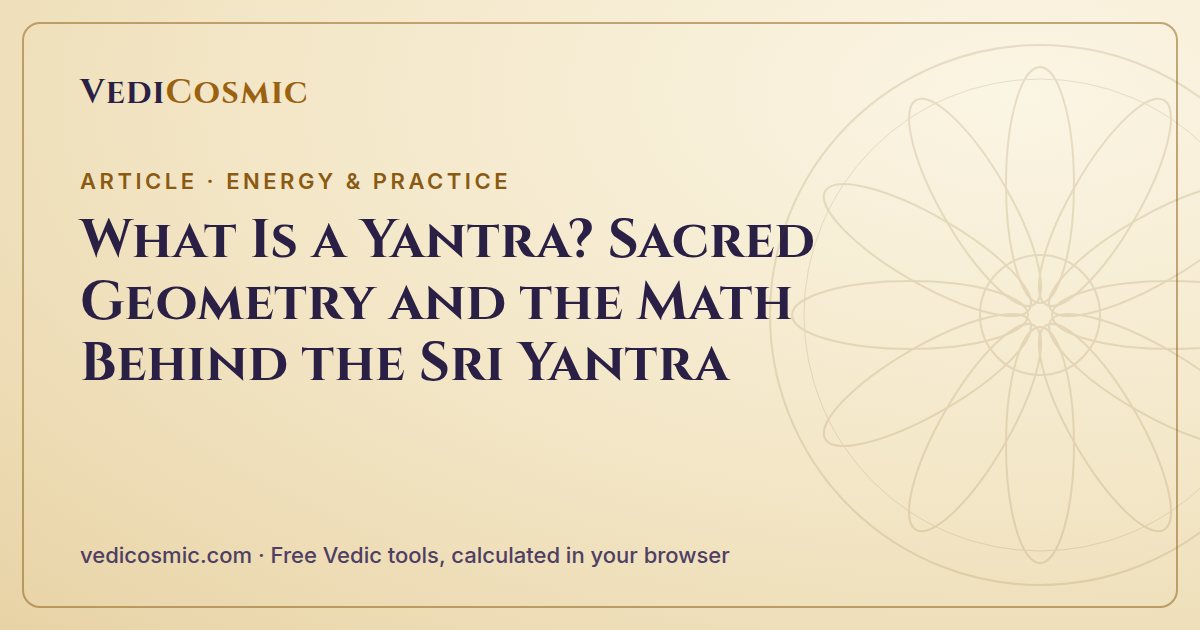 VediCosmic
ARTICLE · ENERGY & PRACTICE
What Is a Yantra? Sacred
Geometry and the Math
Behind the Sri Yantra
vedicosmic.com · Free Vedic tools, calculated in your browser